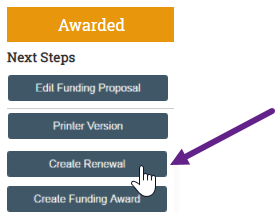 Awarded
Next Steps
Edit Funding Proposal
Printer Version
Create Renewal
Create Funding Award